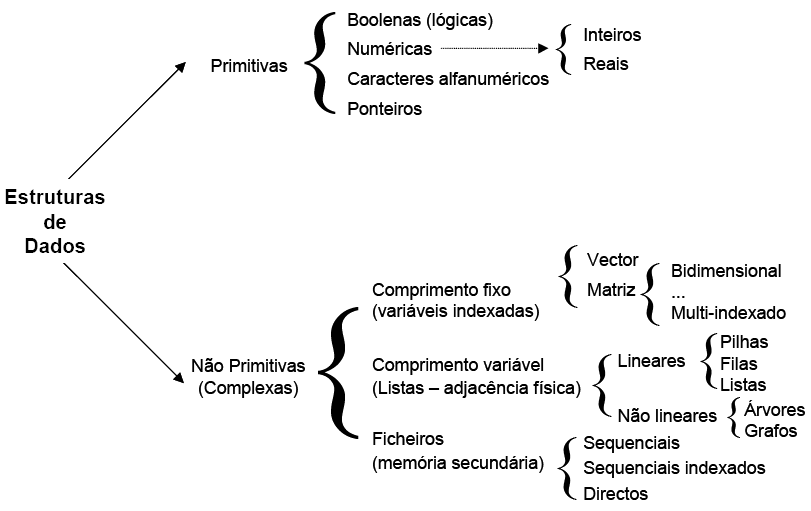 Estruturas
de
Dados
Primitivas
Boolenas (lógicas)
Numéricas
Inteiros
Reais
Caracteres alfanuméricos
Ponteiros
Não Primitivas
(Complexas)
Comprimento fixo
(variáveis indexadas)
Vector
Matriz
Bidimensional
...
Multi-indexado
Comprimento variável
(Listas – adjacência física)
Lineares
Pilhas
Filas
Listas
Não lineares
Árvores
Grafos
Ficheiros
(memória secundária)
Sequenciais
Sequenciais indexados
Directos